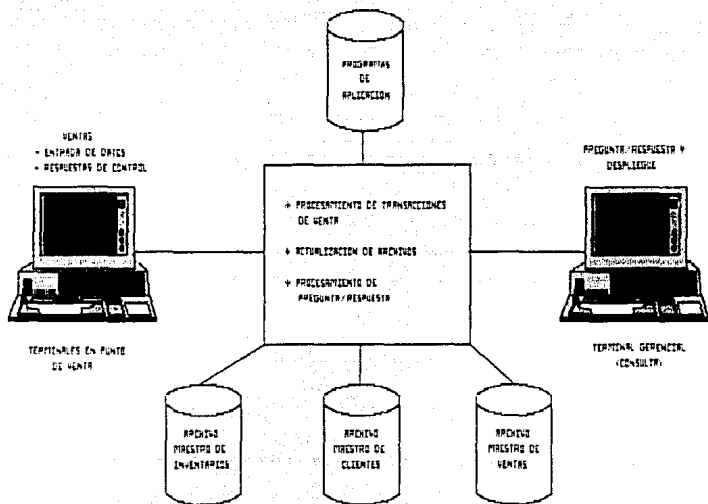 PROGRAMAS
DE
APLICACION
VENTAS
+ ENTRADA DE DATOS
+ RESPUESTAS DE CONTROL
PREGUNTA/RESPUESTA Y
DESPLIEGUE
+ PROCESAMIENTO DE TRANSACCIONES
DE VENTA
+ ACTUALIZACION DE ARCHIVOS
+ PROCESAMIENTO DE
PREGUNTA/RESPUESTA
TERMINALES EN PUNTO
DE VENTA
TERMINAL GERENCIAL
(CONSULTA)
ARCHIVO
MAESTRO DE
INVENTARIOS
ARCHIVO
MAESTRO DE
CLIENTES
ARCHIVO
MAESTRO DE
VENTAS